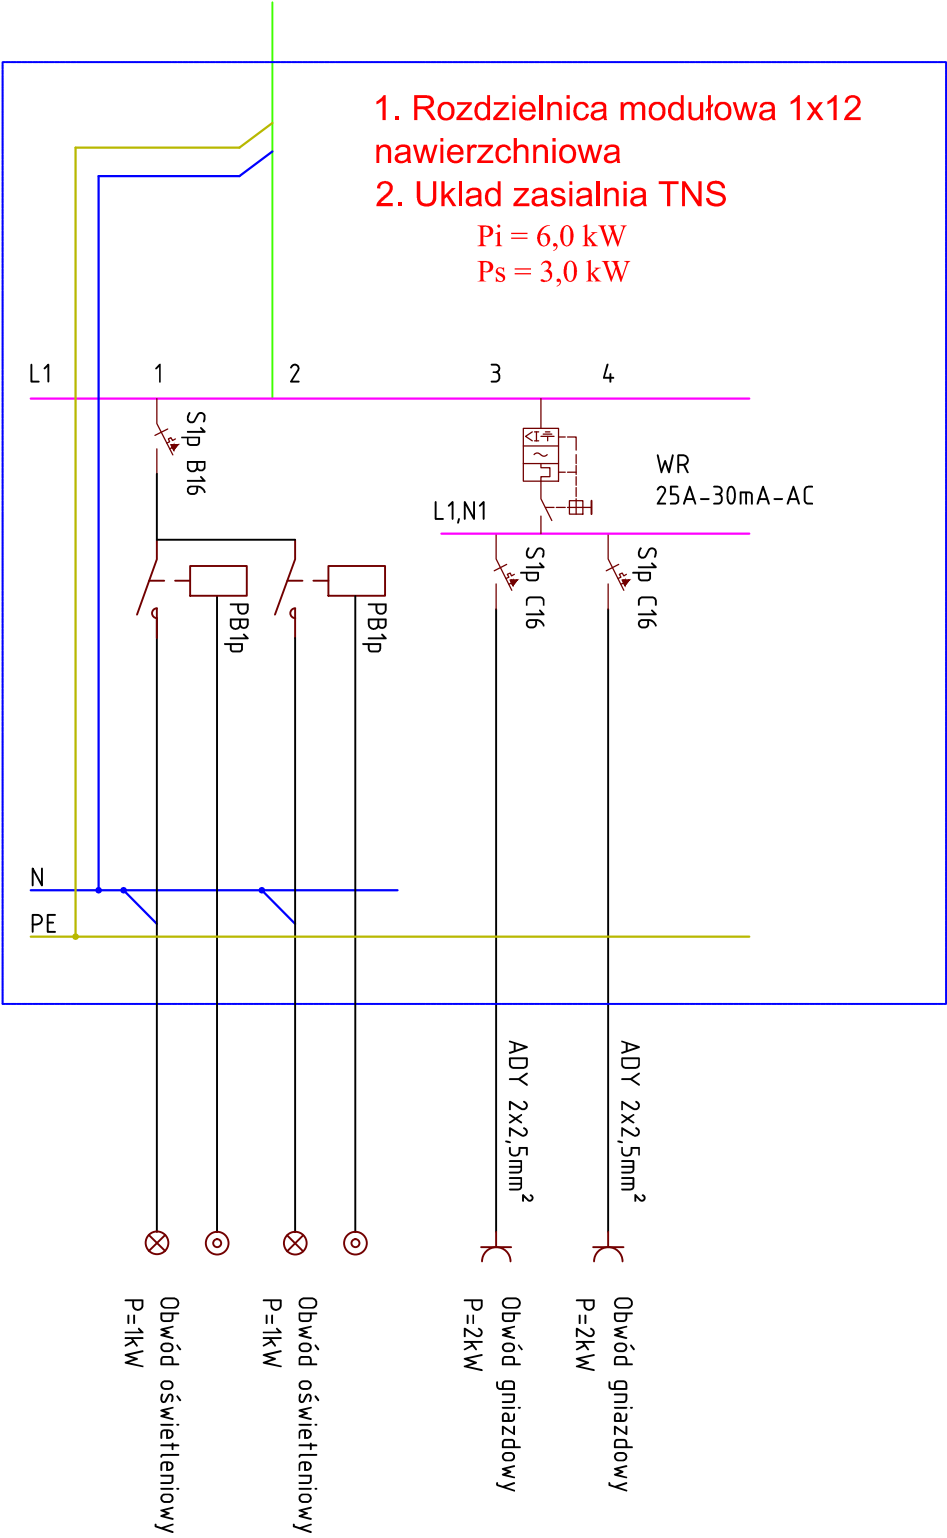 1. Rozdzielnica modułowa 1x12
nawierzchniowa
2. Uklad zasialnia TNS
Pi = 6,0 kW
Ps = 3,0 kW
L1
1
2
3
4
S1p B16
WR
25A-30mA-AC
L1,N1
S1p C16
S1p C16
PB1p
PB1p
N
PE
ADY 2x2,5mm²
ADY 2x2,5mm²
Obwód oświetleniowy
P=1kW
Obwód oświetleniowy
P=1kW
Obwód gniazdowy
P=2kW
Obwód gniazdowy
P=2kW